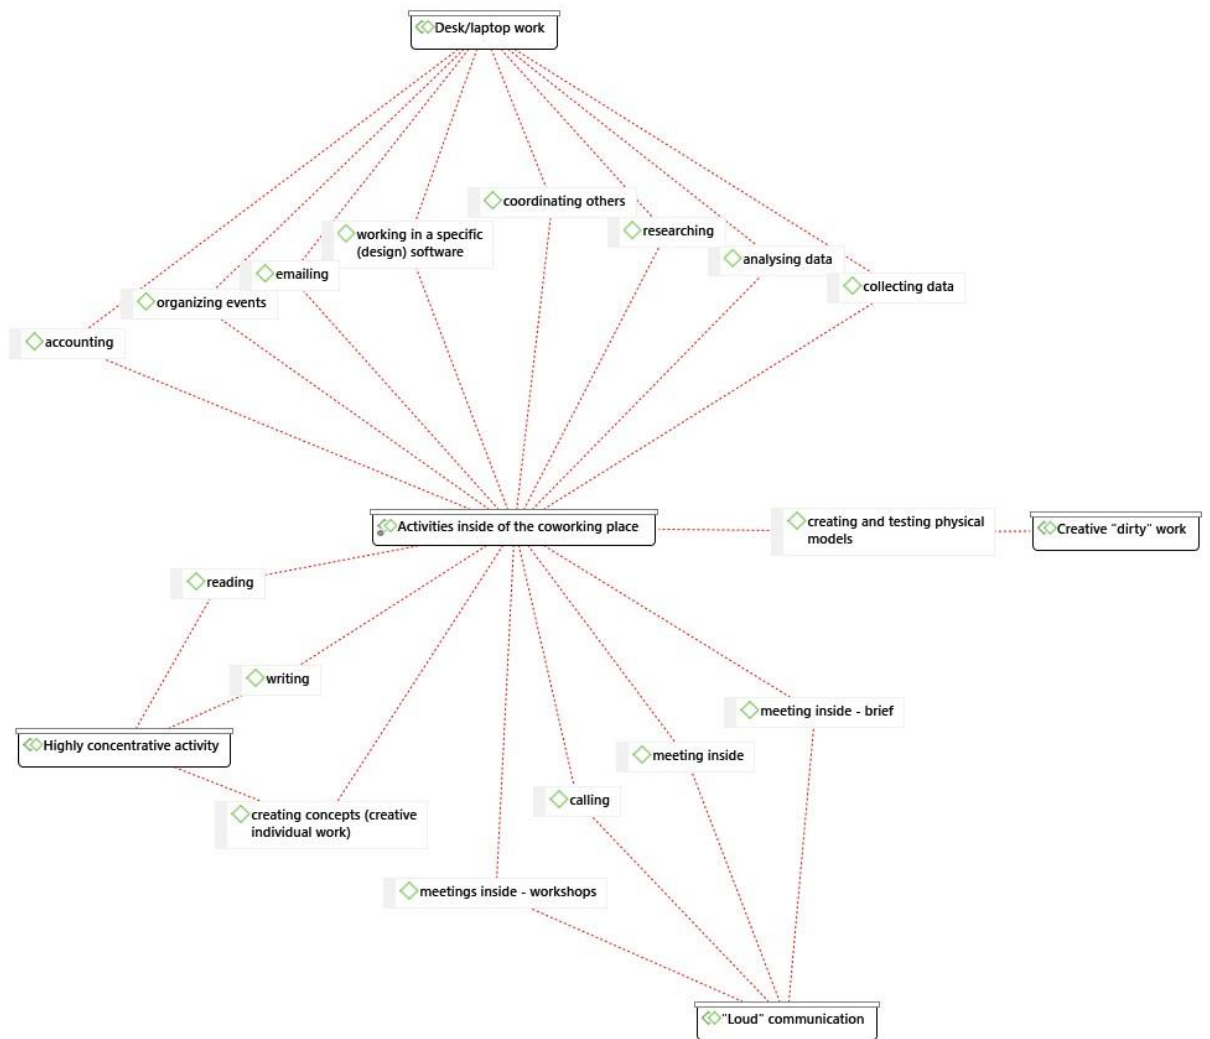 Desk/laptop work
coordinating others
researching
working in a specific
(design) software
analysing data
emailing
collecting data
organizing events
accounting
Activities inside of the coworking place
creating and testing physical
models
Creative "dirty" work
reading
writing
meeting inside - brief
Highly concentrative activity
meeting inside
calling
creating concepts (creative
individual work)
meetings inside - workshops
"Loud" communication